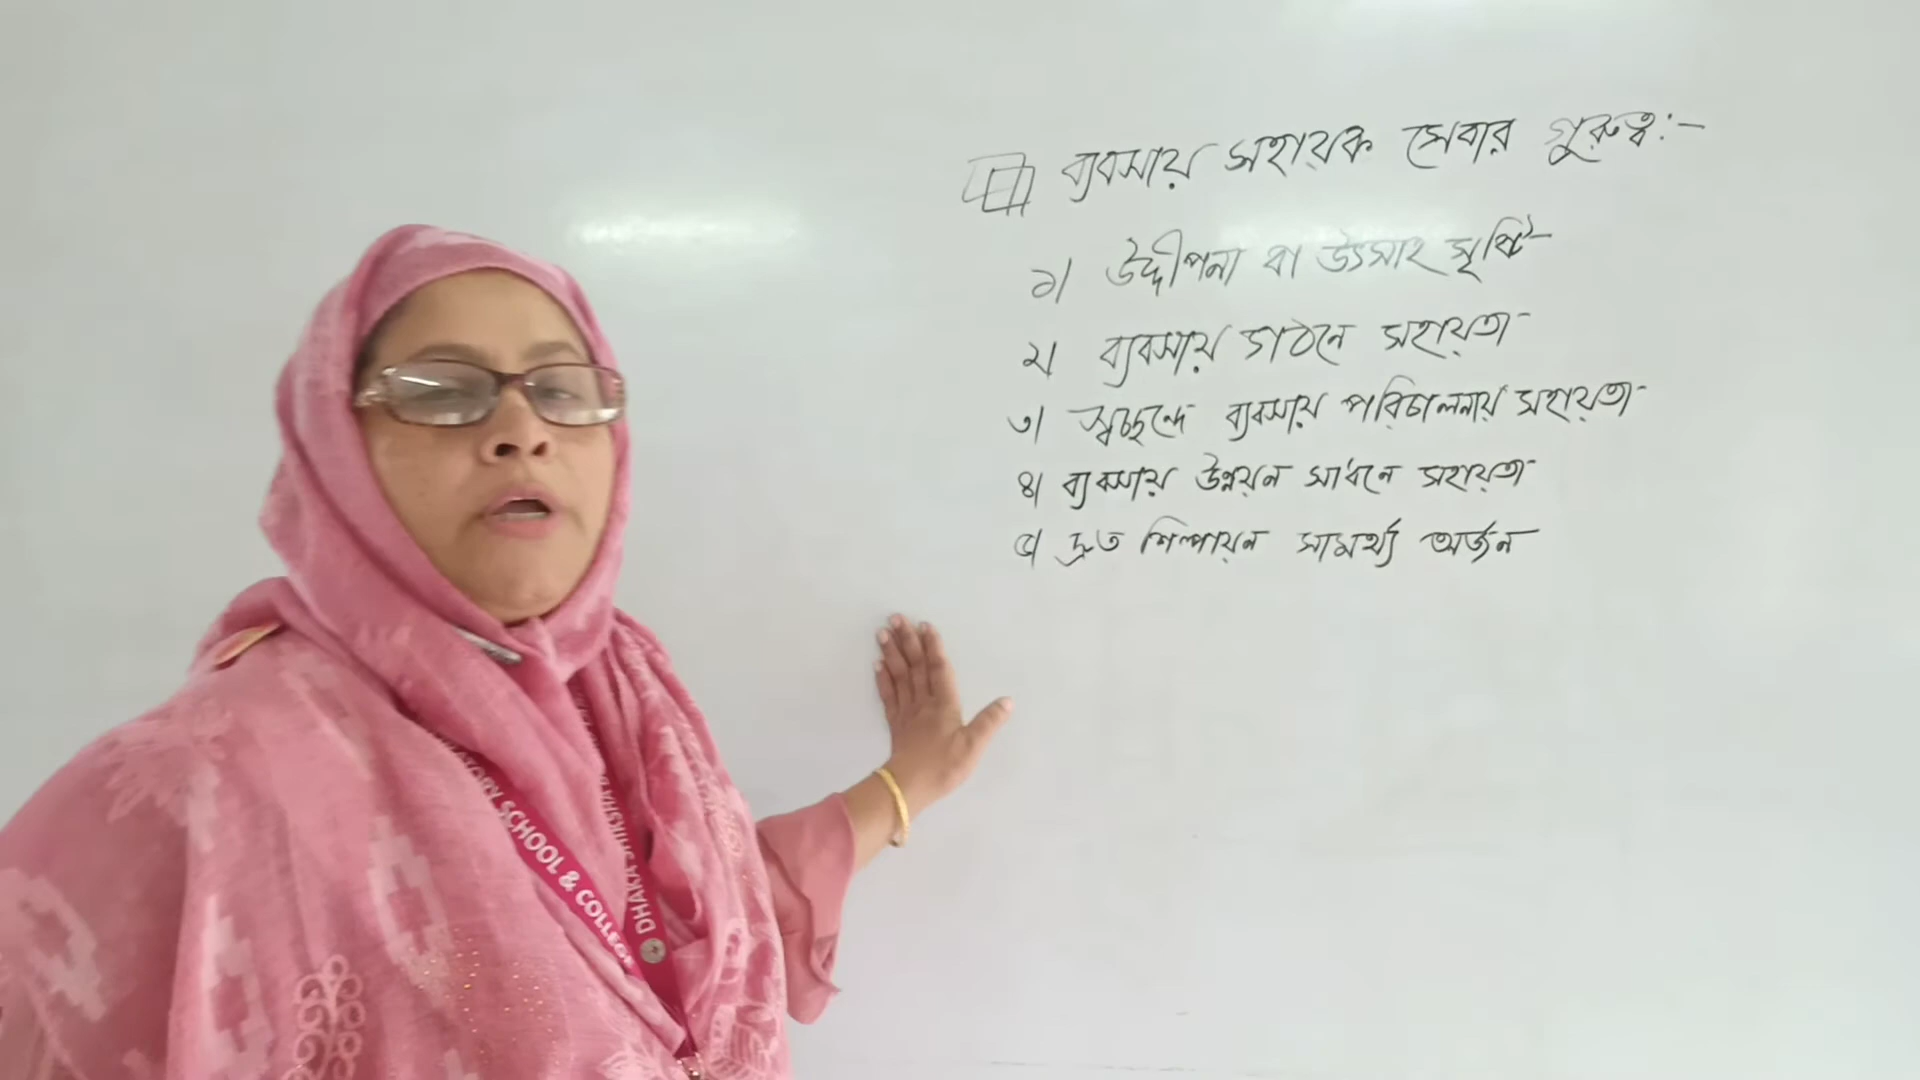 ব্যবসায় সহায়ক সেবার গুরুত্ব:-
১। উদ্দীপনা বা উৎসাহ সৃষ্টি-
২। ব্যবসায় গঠনে সহায়তা-
৩। স্বচ্ছন্দে ব্যবসায় পরিচালনায় সহায়তা-
৪। ব্যবসায় উন্নয়ন সাধনে সহায়তা-
৫। দ্রুত শিল্পায়ন সামর্থ্য অর্জন
SCHOOL & COLLEGE
DHAKA SHIKSHA